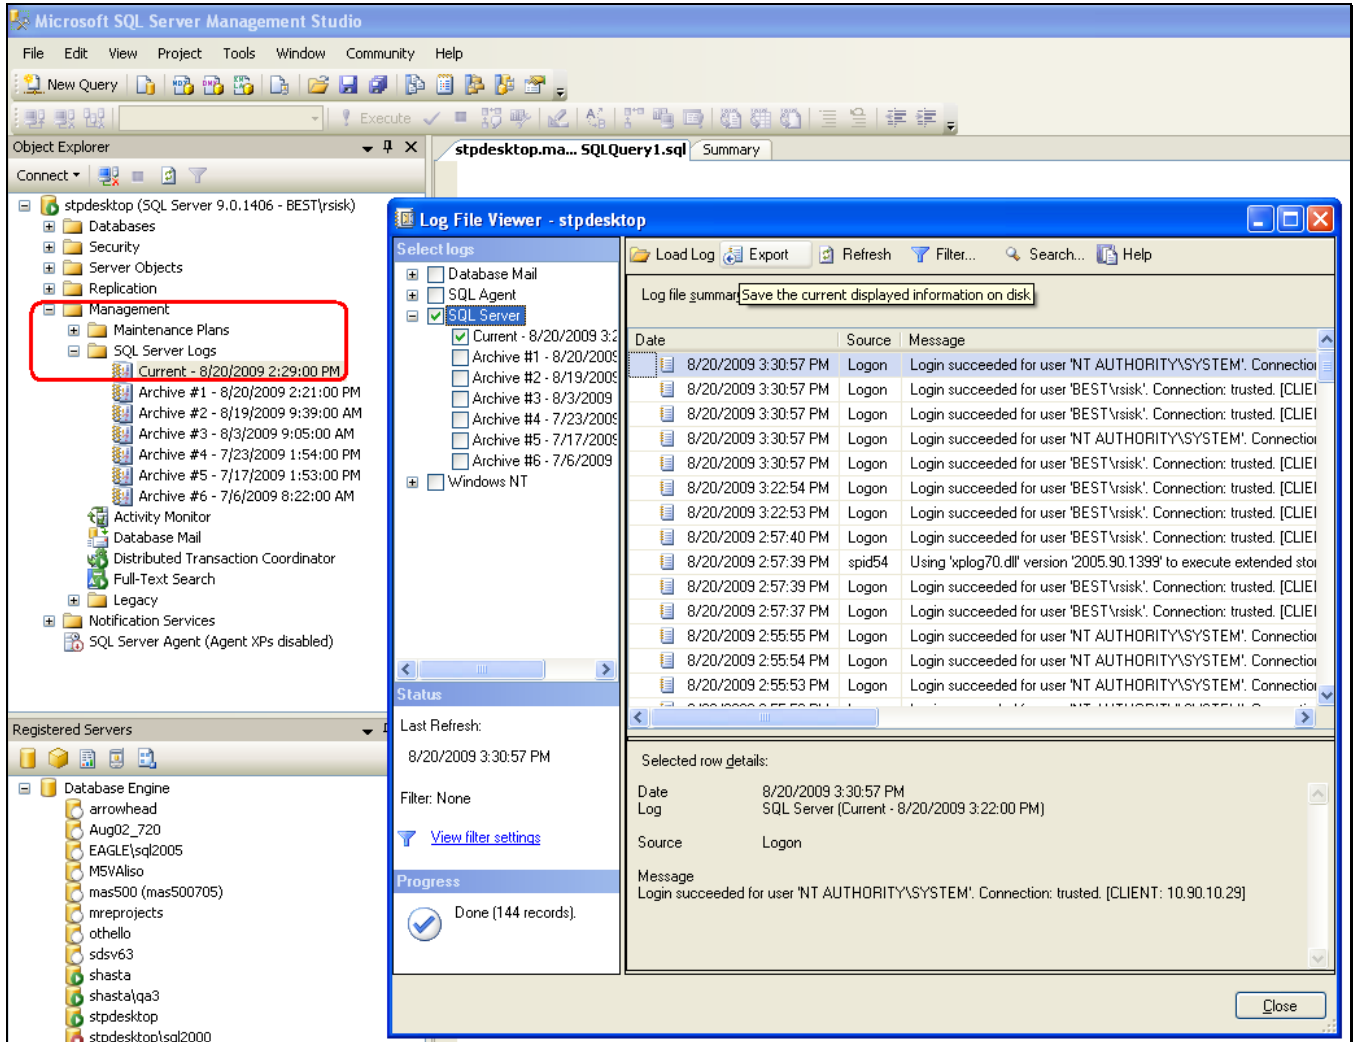 Microsoft SQL Server Management Studio
File Edit View Project Tools Window Community Help
New Query
Execute
Object Explorer
stpdesktop.ma... SQLQuery1.sql Summary
Connect
stpdesktop (SQL Server 9.0.1406 - BEST\rsisk)
Databases
Security
Server Objects
Replication
Management
Maintenance Plans
SQL Server Logs
Current - 8/20/2009 2:29:00 PM
Archive #1 - 8/20/2009 2:21:00 PM
Archive #2 - 8/19/2009 9:39:00 AM
Archive #3 - 8/3/2009 9:05:00 AM
Archive #4 - 7/23/2009 1:54:00 PM
Archive #5 - 7/17/2009 1:53:00 PM
Archive #6 - 7/6/2009 8:22:00 AM
Activity Monitor
Database Mail
Distributed Transaction Coordinator
Full-Text Search
Legacy
Notification Services
SQL Server Agent (Agent XPs disabled)
Registered Servers
Database Engine
arrowhead
Aug02_720
EAGLE\sql2005
M5VAliso
mas500 (mas500705)
mreprojects
othello
sdsv63
shasta
shasta\qa3
stpdesktop
stpdesktop\sql2000
Log File Viewer - stpdesktop
Select logs
Database Mail
SQL Agent
SQL Server
Current - 8/20/2009 3:2
Archive #1 - 8/20/2009
Archive #2 - 8/19/2009
Archive #3 - 8/3/2009
Archive #4 - 7/23/2009
Archive #5 - 7/17/2009
Archive #6 - 7/6/2009
Windows NT
Status
Last Refresh:
8/20/2009 3:30:57 PM
Filter: None
View filter settings
Progress
Done (144 records).
Load Log Export Refresh Filter... Search... Help
Log file summar Save the current displayed information on disk
Date Source Message
8/20/2009 3:30:57 PM Logon Login succeeded for user 'NT AUTHORITY\SYSTEM'. Connection
8/20/2009 3:30:57 PM Logon Login succeeded for user 'BEST\rsisk'. Connection: trusted. [CLIE
8/20/2009 3:30:57 PM Logon Login succeeded for user 'BEST\rsisk'. Connection: trusted. [CLIE
8/20/2009 3:30:57 PM Logon Login succeeded for user 'NT AUTHORITY\SYSTEM'. Connection
8/20/2009 3:30:57 PM Logon Login succeeded for user 'BEST\rsisk'. Connection: trusted. [CLIE
8/20/2009 3:22:54 PM Logon Login succeeded for user 'BEST\rsisk'. Connection: trusted. [CLIE
8/20/2009 3:22:53 PM Logon Login succeeded for user 'BEST\rsisk'. Connection: trusted. [CLIE
8/20/2009 2:57:40 PM Logon Login succeeded for user 'BEST\rsisk'. Connection: trusted. [CLIE
8/20/2009 2:57:39 PM spid54 Using 'xplog70.dll' version '2005.90.1399' to execute extended stor
8/20/2009 2:57:39 PM Logon Login succeeded for user 'BEST\rsisk'. Connection: trusted. [CLIE
8/20/2009 2:57:37 PM Logon Login succeeded for user 'BEST\rsisk'. Connection: trusted. [CLIE
8/20/2009 2:55:55 PM Logon Login succeeded for user 'NT AUTHORITY\SYSTEM'. Connection
8/20/2009 2:55:54 PM Logon Login succeeded for user 'NT AUTHORITY\SYSTEM'. Connection
8/20/2009 2:55:53 PM Logon Login succeeded for user 'NT AUTHORITY\SYSTEM'. Connection
Selected row details:
Date 8/20/2009 3:30:57 PM
Log SQL Server (Current - 8/20/2009 3:22:00 PM)
Source Logon
Message
Login succeeded for user 'NT AUTHORITY\SYSTEM'. Connection: trusted. [CLIENT: 10.90.10.29]
Close